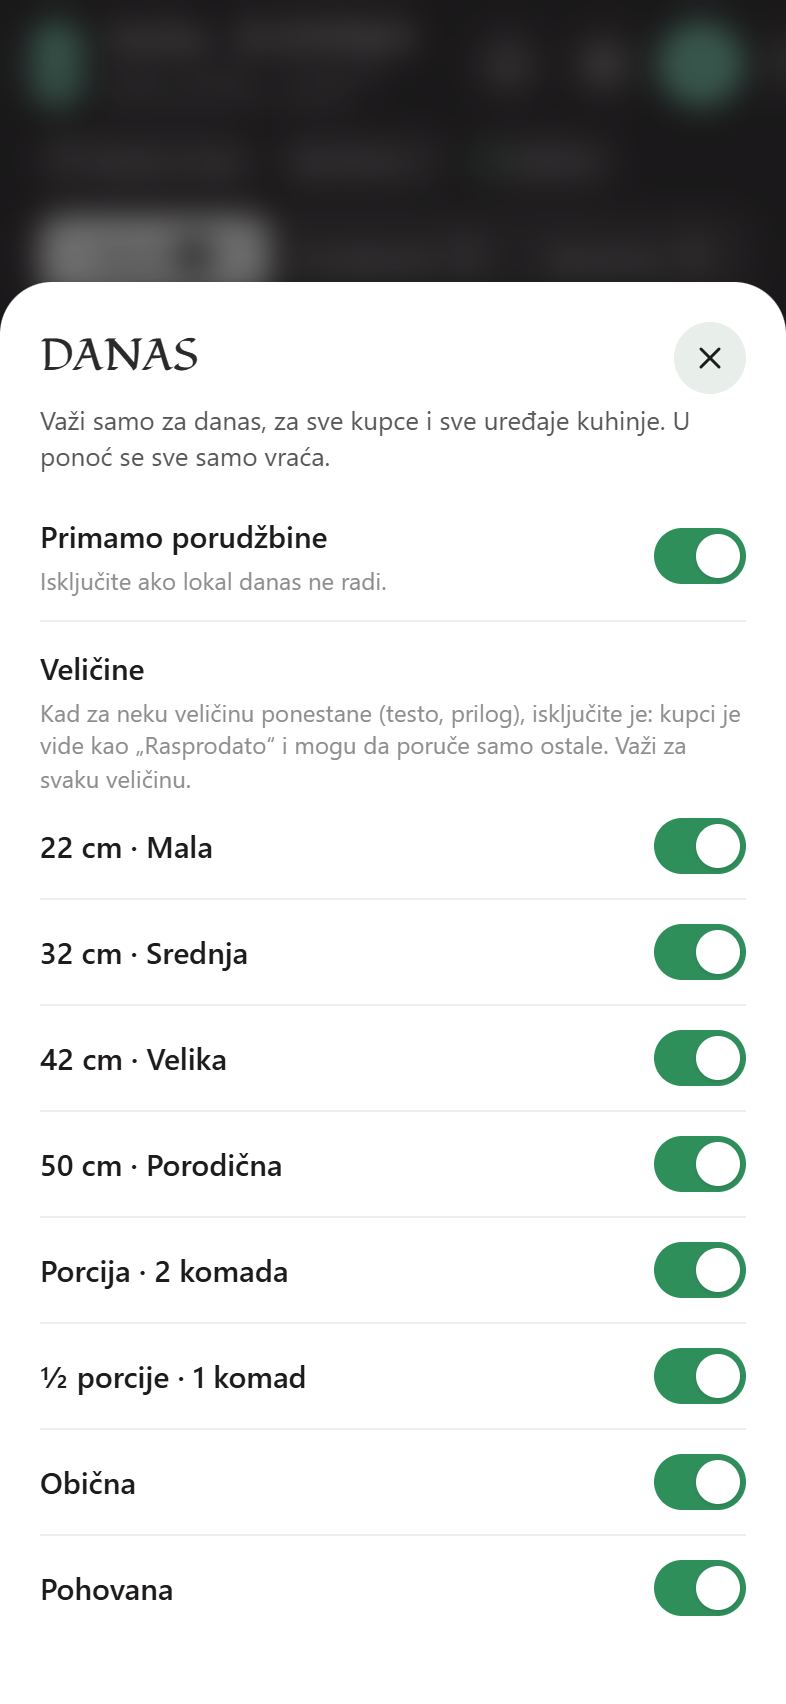 DANAS
Važi samo za danas, za sve kupce i sve uređaje kuhinje. U
ponoć se sve samo vraća.
Primamo porudžbine
Isključite ako lokal danas ne radi.
Veličine
Kad za neku veličinu ponestane (testo, prilog), isključite je: kupci je
vide kao „Rasprodato“ i mogu da poruče samo ostale. Važi za
svaku veličinu.
22 cm · Mala
32 cm · Srednja
42 cm · Velika
50 cm · Porodična
Porcija · 2 komada
½ porcije · 1 komad
Obična
Pohovana